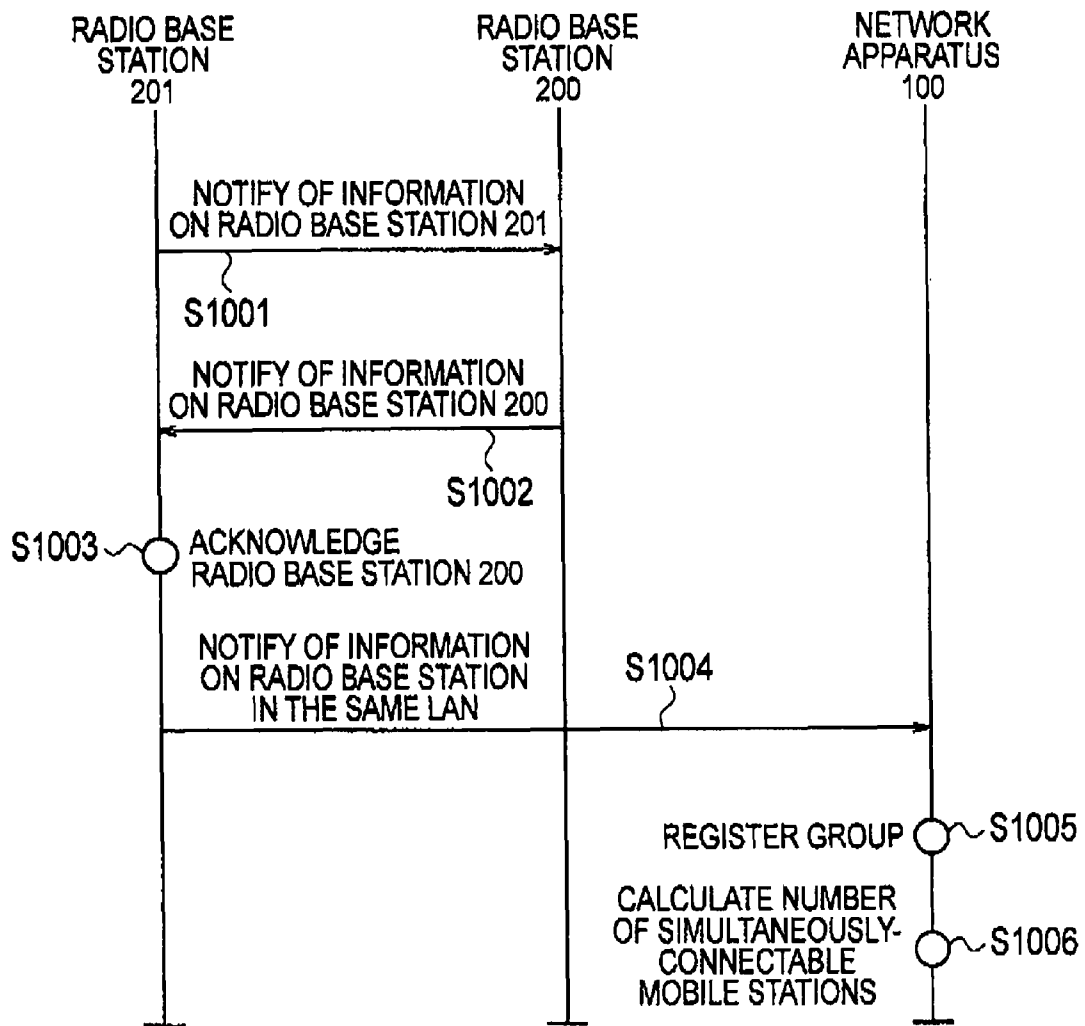 RADIO BASE
STATION
201
RADIO BASE
STATION
200
NETWORK
APPARATUS
100
NOTIFY OF INFORMATION
ON RADIO BASE STATION 201
S1001
NOTIFY OF INFORMATION
ON RADIO BASE STATION 200
S1002
S1003
ACKNOWLEDGE
RADIO BASE STATION 200
NOTIFY OF INFORMATION
ON RADIO BASE STATION
IN THE SAME LAN
S1004
REGISTER GROUP
S1005
CALCULATE NUMBER
OF SIMULTANEOUSLY-
CONNECTABLE
MOBILE STATIONS
S1006